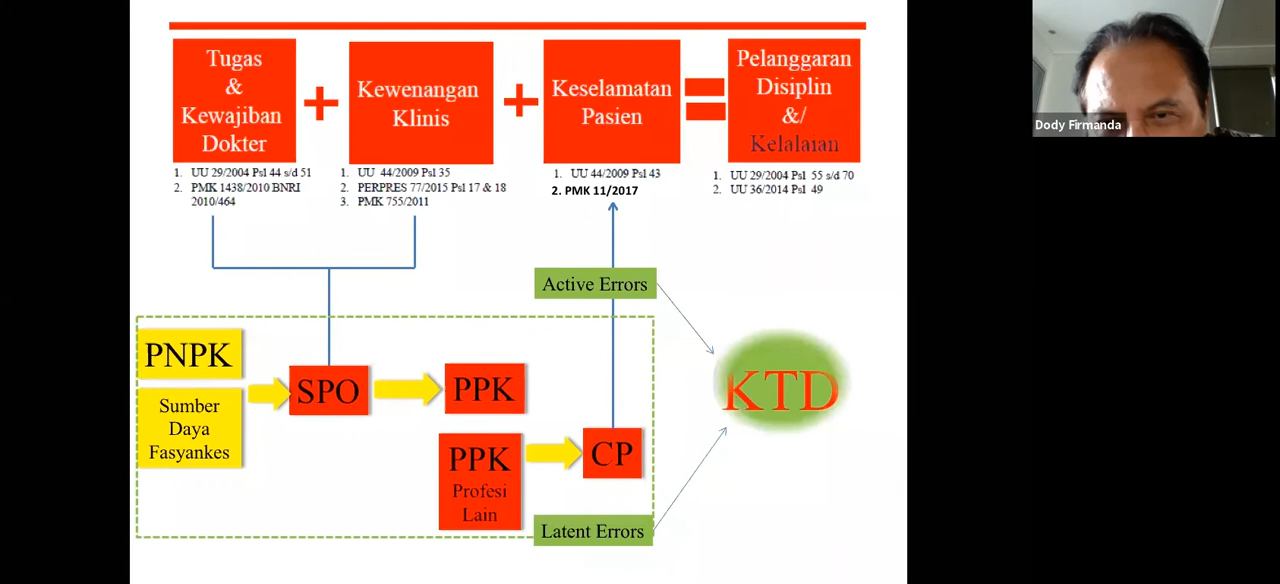 Tugas
&
Kewajiban
Dokter
+
Kewenangan
Klinis
+
Keselamatan
Pasien
=
Pelanggaran
Disiplin
&/
Kelalaian
1. UU 29/2004 Psl 44 s/d 51
2. PMK 1438/2010 BNRI
2010/464
1. UU 44/2009 Psl 35
2. PERPRES 77/2015 Psl 17 & 18
3. PMK 755/2011
1. UU 44/2009 Psl 43
2. PMK 11/2017
1. UU 29/2004 Psl 55 s/d 70
2. UU 36/2014 Psl 49
Dody Firmanda
Active Errors
PNPK
Sumber
Daya
Fasyankes
SPO
PPK
PPK
Profesi
Lain
CP
KTD
Latent Errors